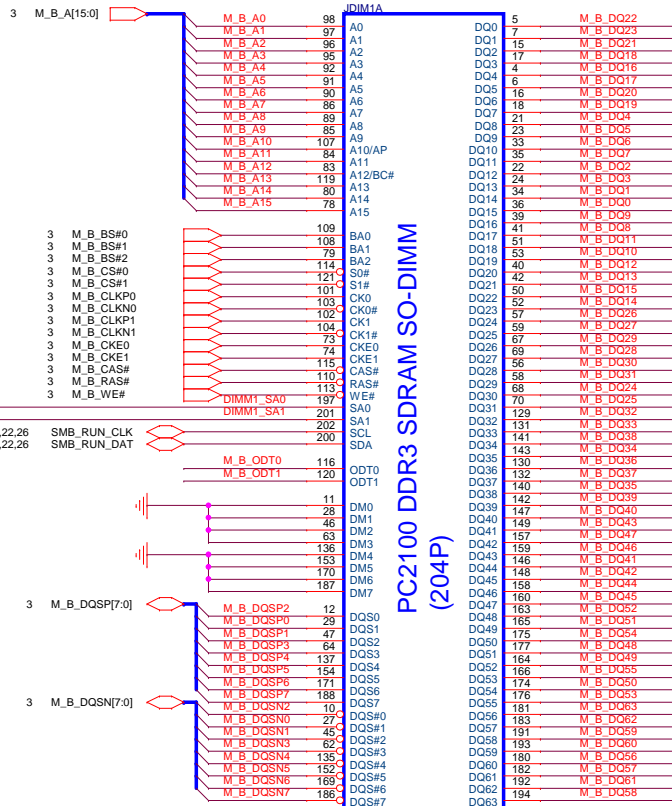 3 M_B_A[15:0]
JDIM1A
M_B_A0 98 A0
M_B_A1 97 A1
M_B_A2 96 A2
M_B_A3 95 A3
M_B_A4 92 A4
M_B_A5 91 A5
M_B_A6 90 A6
M_B_A7 86 A7
M_B_A8 89 A8
M_B_A9 85 A9
M_B_A10 107 A10/AP
M_B_A11 84 A11
M_B_A12 83 A12/BC#
M_B_A13 119 A13
M_B_A14 80 A14
M_B_A15 78 A15
3 M_B_BS#0 109 BA0
3 M_B_BS#1 108 BA1
3 M_B_BS#2 79 BA2
3 M_B_CS#0 114 S0#
3 M_B_CS#1 121 S1#
3 M_B_CLKP0 101 CK0
3 M_B_CLKN0 103 CK0#
3 M_B_CLKP1 102 CK1
3 M_B_CLKN1 104 CK1#
3 M_B_CKE0 73 CKE0
3 M_B_CKE1 74 CKE1
3 M_B_CAS# 115 CAS#
3 M_B_RAS# 110 RAS#
3 M_B_WE# 113 WE#
DIMM1_SA0 197 SA0
DIMM1_SA1 201 SA1
,22,26 SMB_RUN_CLK 202 SCL
,22,26 SMB_RUN_DAT 200 SDA
M_B_ODT0 116 ODT0
M_B_ODT1 120 ODT1
11 DM0
28 DM1
46 DM2
63 DM3
136 DM4
153 DM5
170 DM6
187 DM7
3 M_B_DQSP[7:0]
M_B_DQSP2 12 DQS0
M_B_DQSP0 29 DQS1
M_B_DQSP1 47 DQS2
M_B_DQSP3 64 DQS3
M_B_DQSP4 137 DQS4
M_B_DQSP5 154 DQS5
M_B_DQSP6 171 DQS6
M_B_DQSP7 188 DQS7
3 M_B_DQSN[7:0]
M_B_DQSN2 10 DQS#0
M_B_DQSN0 27 DQS#1
M_B_DQSN1 45 DQS#2
M_B_DQSN3 62 DQS#3
M_B_DQSN4 135 DQS#4
M_B_DQSN5 152 DQS#5
M_B_DQSN6 169 DQS#6
M_B_DQSN7 186 DQS#7
PC2100 DDR3 SDRAM SO-DIMM
(204P)
DQ0 5 M_B_DQ22
DQ1 7 M_B_DQ23
DQ2 15 M_B_DQ21
DQ3 17 M_B_DQ18
DQ4 4 M_B_DQ16
DQ5 6 M_B_DQ17
DQ6 16 M_B_DQ20
DQ7 18 M_B_DQ19
DQ8 21 M_B_DQ4
DQ9 23 M_B_DQ5
DQ10 33 M_B_DQ6
DQ11 35 M_B_DQ7
DQ12 22 M_B_DQ2
DQ13 24 M_B_DQ3
DQ14 34 M_B_DQ1
DQ15 36 M_B_DQ0
DQ16 39 M_B_DQ9
DQ17 41 M_B_DQ8
DQ18 51 M_B_DQ11
DQ19 53 M_B_DQ10
DQ20 40 M_B_DQ12
DQ21 42 M_B_DQ13
DQ22 50 M_B_DQ15
DQ23 52 M_B_DQ14
DQ24 57 M_B_DQ26
DQ25 59 M_B_DQ27
DQ26 67 M_B_DQ29
DQ27 69 M_B_DQ28
DQ28 56 M_B_DQ30
DQ29 58 M_B_DQ31
DQ30 68 M_B_DQ24
DQ31 70 M_B_DQ25
DQ32 129 M_B_DQ32
DQ33 131 M_B_DQ33
DQ34 141 M_B_DQ38
DQ35 143 M_B_DQ34
DQ36 130 M_B_DQ36
DQ37 132 M_B_DQ37
DQ38 140 M_B_DQ35
DQ39 142 M_B_DQ39
DQ40 147 M_B_DQ40
DQ41 149 M_B_DQ43
DQ42 157 M_B_DQ47
DQ43 159 M_B_DQ46
DQ44 146 M_B_DQ41
DQ45 148 M_B_DQ42
DQ46 158 M_B_DQ44
DQ47 160 M_B_DQ45
DQ48 163 M_B_DQ52
DQ49 165 M_B_DQ51
DQ50 175 M_B_DQ54
DQ51 177 M_B_DQ48
DQ52 164 M_B_DQ49
DQ53 166 M_B_DQ55
DQ54 174 M_B_DQ50
DQ55 176 M_B_DQ53
DQ56 181 M_B_DQ63
DQ57 183 M_B_DQ62
DQ58 191 M_B_DQ59
DQ59 193 M_B_DQ60
DQ60 180 M_B_DQ56
DQ61 182 M_B_DQ57
DQ62 192 M_B_DQ61
DQ63 194 M_B_DQ58